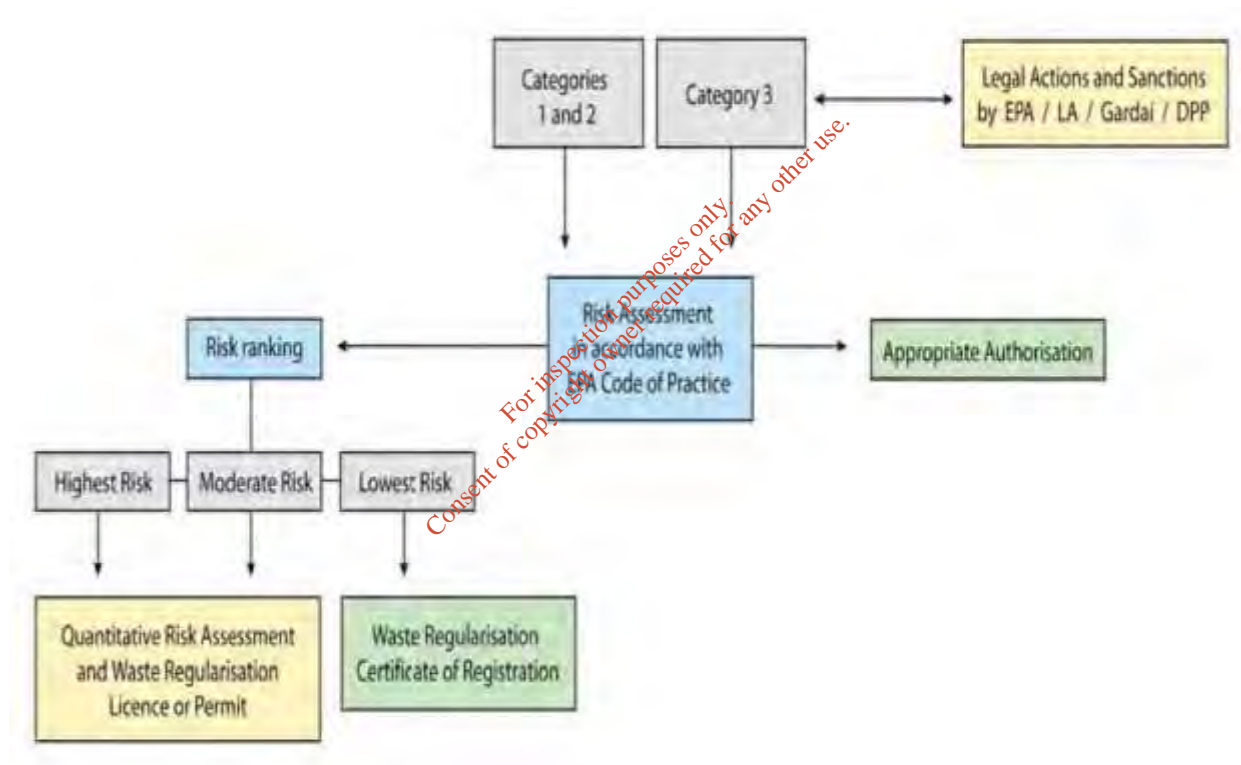 Categories
1 and 2
Category 3
Legal Actions and Sanctions
by EPA / LA / Gardaí / DPP
For inspection purposes only.
Consent of copyright owner required for any other use.
Risk Assessment
in accordance with
EPA Code of Practice
Risk ranking
Appropriate Authorisation
Highest Risk
Moderate Risk
Lowest Risk
Quantitative Risk Assessment
and Waste Regularisation
Licence or Permit
Waste Regularisation
Certificate of Registration